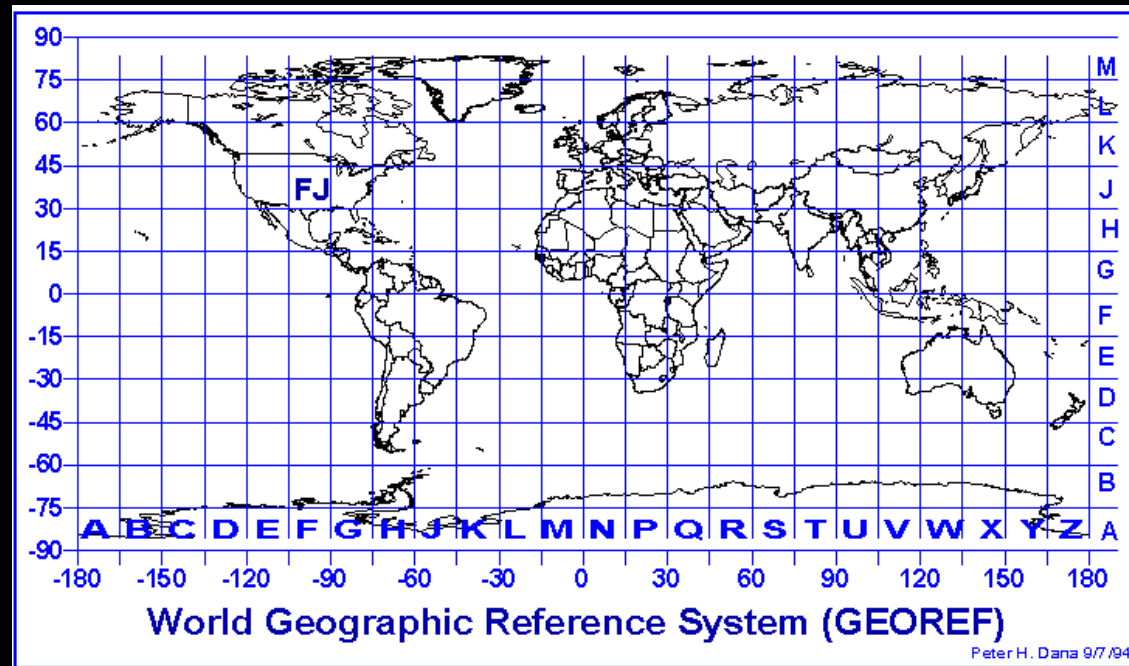 90
75 M
60 L
45 K
FJ
30 J
15 H
0 G
-15 F
-30 E
-45 D
-60 C
-75 B
A B C D E F G H J K L M N P Q R S T U V W X Y Z A
-90
-180 -150 -120 -90 -60 -30 0 30 60 90 120 150 180
World Geographic Reference System (GEOREF)
Peter H. Dana 9/7/94